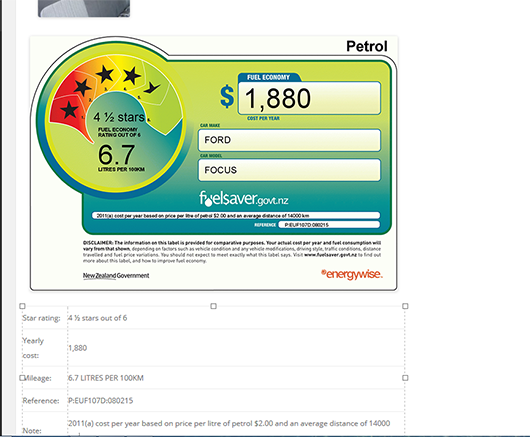 Petrol
4 ½ stars
FUEL ECONOMY
RATING OUT OF 6
6.7
LITRES PER 100KM
FUEL ECONOMY
$ 1,880
COST PER YEAR
CAR MAKE
FORD
CAR MODEL
FOCUS
fuelsaver.govt.nz
2011(a) cost per year based on price per litre of petrol $2.00 and an average distance of 14000 km
REFERENCE P:EUF107D:080215
DISCLAIMER: The information on this label is provided for comparative purposes. Your actual cost per year and fuel consumption will
vary from that shown, depending on factors such as vehicle condition and any vehicle modifications, driving style, traffic conditions, distance
travelled and fuel price variations. You should not expect to meet exactly what this label says. Visit www.fuelsaver.govt.nz to find out
more about this label, and how to improve fuel economy.
New Zealand Government
energywise.
Star rating: 4 ½ stars out of 6
Yearly
cost: 1,880
Mileage: 6.7 LITRES PER 100KM
Reference: P:EUF107D:080215
Note: 2011(a) cost per year based on price per litre of petrol $2.00 and an average distance of 14000